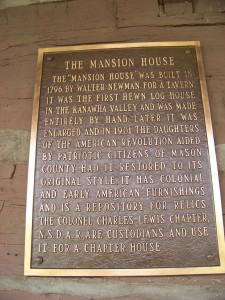 THE MANSION HOUSE
THE "MANSION HOUSE" WAS BUILT IN
1796 BY WALTER NEWMAN FOR A TAVERN.
IT WAS THE FIRST HEWN LOG HOUSE
IN THE KANAWHA VALLEY AND WAS MADE
ENTIRELY BY HAND. LATER IT WAS
ENLARGED AND IN 1901 THE DAUGHTERS
OF THE AMERICAN REVOLUTION AIDED
BY PATRIOTIC CITIZENS OF MASON
COUNTY HAD IT RESTORED TO ITS
ORIGINAL STYLE. IT HAS COLONIAL
AND EARLY AMERICAN FURNISHINGS
AND IS A REPOSITORY FOR RELICS.
THE COLONEL CHARLES LEWIS CHAPTER,
N.S.D.A.R. ARE CUSTODIANS AND USE
IT FOR A CHAPTER HOUSE.